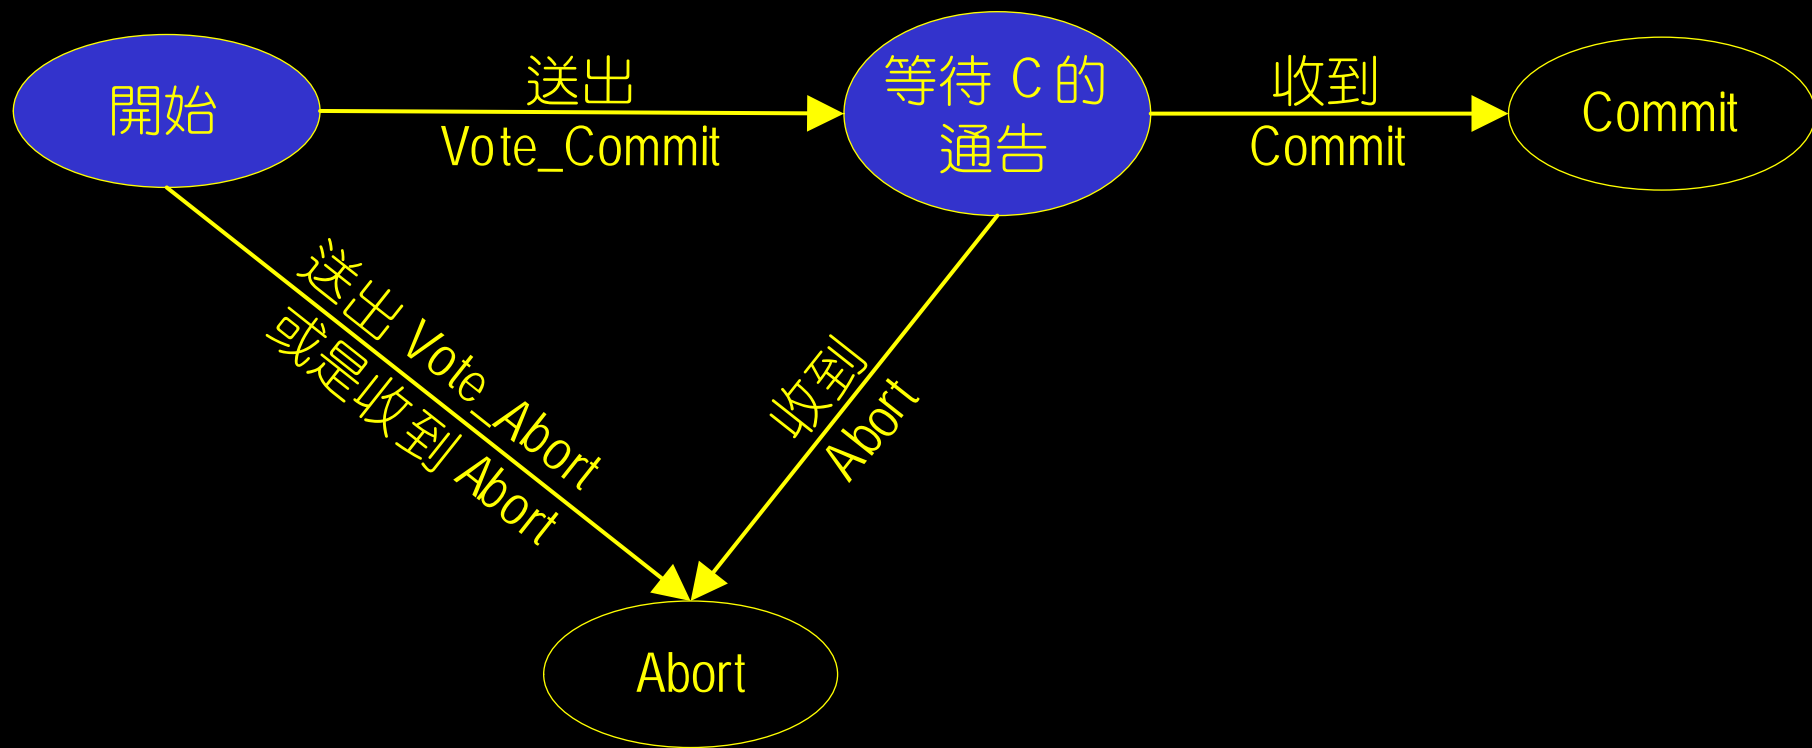 開始
送出
Vote_Commit
等待 C 的
通告
收到
Commit
Commit
送出 Vote_Abort
或是收到 Abort
收到
Abort
Abort